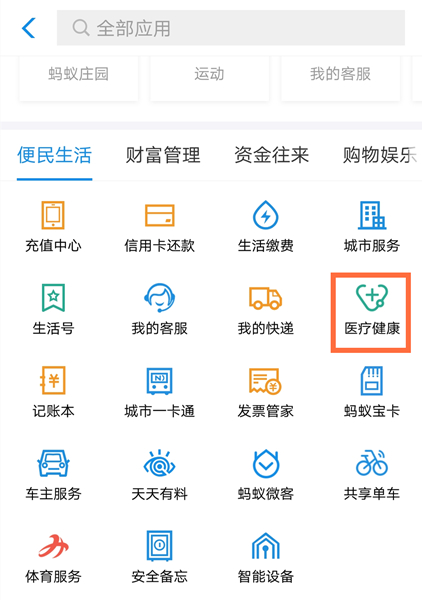 全部应用
蚂蚁庄园 运动 我的客服
便民生活 财富管理 资金往来 购物娱乐
充值中心 信用卡还款 生活缴费 城市服务
生活号 我的客服 我的快递 医疗健康
记账本 城市一卡通 发票管家 蚂蚁宝卡
车主服务 天天有料 蚂蚁微客 共享单车
体育服务 安全备忘 智能设备